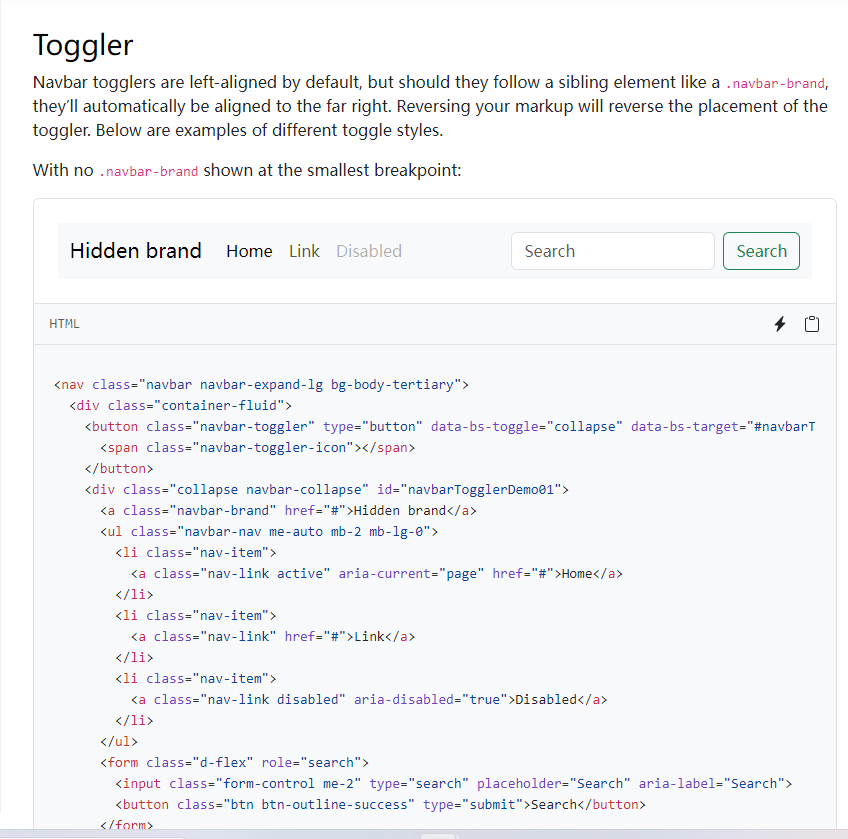 Toggler
Navbar togglers are left-aligned by default, but should they follow a sibling element like a .navbar-brand,
they'll automatically be aligned to the far right. Reversing your markup will reverse the placement of the
toggler. Below are examples of different toggle styles.
With no .navbar-brand shown at the smallest breakpoint:
Hidden brand Home Link Disabled Search Search
HTML
<nav class="navbar navbar-expand-lg bg-body-tertiary">
  <div class="container-fluid">
    <button class="navbar-toggler" type="button" data-bs-toggle="collapse" data-bs-target="#navbarT
      <span class="navbar-toggler-icon"></span>
    </button>
    <div class="collapse navbar-collapse" id="navbarTogglerDemo01">
      <a class="navbar-brand" href="#">Hidden brand</a>
      <ul class="navbar-nav me-auto mb-2 mb-lg-0">
        <li class="nav-item">
          <a class="nav-link active" aria-current="page" href="#">Home</a>
        </li>
        <li class="nav-item">
          <a class="nav-link" href="#">Link</a>
        </li>
        <li class="nav-item">
          <a class="nav-link disabled" aria-disabled="true">Disabled</a>
        </li>
      </ul>
      <form class="d-flex" role="search">
        <input class="form-control me-2" type="search" placeholder="Search" aria-label="Search">
        <button class="btn btn-outline-success" type="submit">Search</button>
      </form>